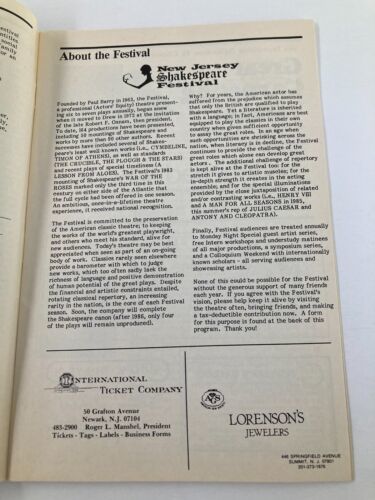 About the Festival
New Jersey
Shakespeare
Festival
Founded by Paul Barry in 1963, the Festival,
a professional (Actors' Equity) theatre present-
ing six to seven plays annually, began anew
when it moved to Drew in 1972 at the invitation
of the late Robert F. Oxnam, then president.
To date, 164 productions have been presented,
including 50 mountings of Shakespeare and
works by more than 60 other authors. Recent
successes have included several of Shakes-
peare's least well known works (i.e., CYMBELINE,
TIMON OF ATHENS), as well as standards
(THE CRUCIBLE, THE PLOUGH & THE STARS)
and recent plays of special timeliness (A
LESSON FROM ALOES). The Festival's 1983
mounting of Shakespeare's WAR OF THE
ROSES marked only the third time in this
century on either side of the Atlantic that
the full cycle had been offered in one season.
An ambitious, once-in-a-lifetime theatre
experience, it received national recognition.
The Festival is committed to the preservation
of the American classic theatre; to keeping
the works of the world's greatest playwright,
and others who meet his standard, alive for
new audiences. Today's theatre may be best
appreciated when seen as part of an on-going
body of work. Classics rarely seen elsewhere
provide a barometer with which to judge
new works, which too often sadly lack the
richness of language and positive demonstration
of human potential of the great plays. Despite
the financial and artistic constraints entailed,
rotating classical repertory, an increasing
rarity in the nation, is the core of each Festival
season. Soon, the company will complete
the Shakespeare canon (after 1986, only four
of the plays will remain unproduced).
Why? For years, the American actor has
suffered from the prejudice which assumes
that only the British are qualified to play
Shakespeare. Yet a literature is inherited
with a language; in fact, Americans are best
equipped to play the classics in their own
country when given sufficient opportunity
to assay the great roles. In an age when
such opportunities are shrinking across the
nation, when literacy is in decline, the Festival
continues to provide the challenge of the
great roles which alone can develop great
actors. The additional challenge of repertory
is kept alive at the Festival too: for the
stretch it gives to artistic muscles; for the
in-depth strength it creates in the acting
ensemble; and for the special illumination
provided by the close juxtaposition of related
and/or contrasting works (i.e., HENRY VIII
and A MAN FOR ALL SEASONS in 1985,
this summer's rep of JULIUS CAESAR and
ANTONY AND CLEOPATRA).
Finally, Festival audiences are treated annually
to Monday Night Special guest artist series,
free intern workshops and understudy matinees
of all major productions, a symposium series,
and a Colloquium Weekend with internationally
known scholars - all servicing audiences and
showcasing artists.
None of this could be possible for the Festival
without the generous support of many friends
each year. If you agree with the Festival's
vision, please help keep it alive by visiting
the theatre often, bringing friends, and making
a tax-deductible contribution now. A form
for this purpose is found at the back of this
program. Thank you!
INTERNATIONAL
TICKET COMPANY
50 Grafton Avenue
Newark, N.J. 07104
483-2900 Roger L. Manshel, President
Tickets - Tags - Labels - Business Forms
LORENSON'S
JEWELERS
446 SPRINGFIELD AVENUE
SUMMIT, N. J. 07901
201-273-1676